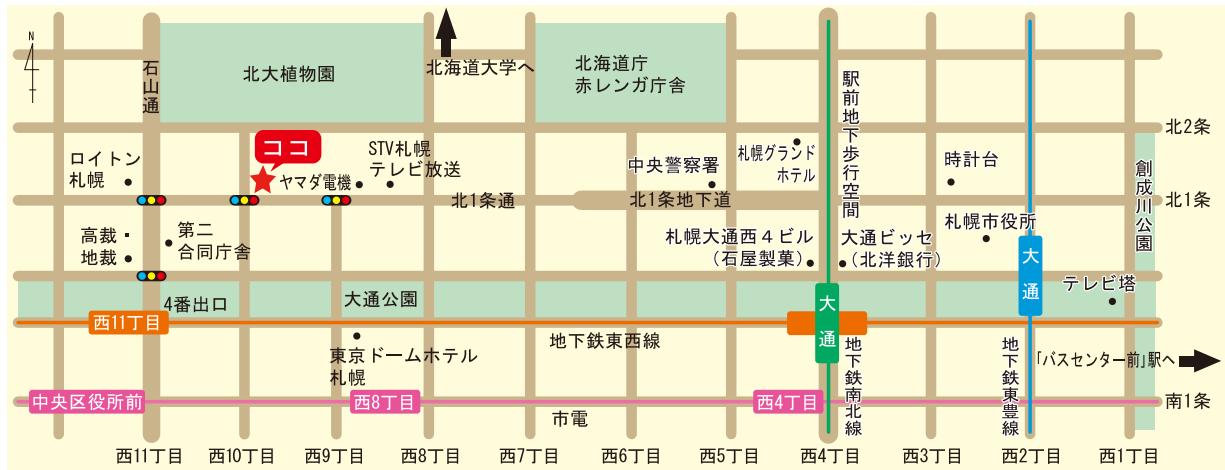 N
石山通
北大植物園
北海道大学へ
北海道庁
赤レンガ庁舎
駅前地下歩行空間
北2条
ココ
ロイトン
札幌
ヤマダ電機
STV札幌
テレビ放送
中央警察署
札幌グランド
ホテル
時計台
創成川公園
北1条通
北1条地下道
北1条
高裁・
地裁
第二
合同庁舎
札幌大通西4ビル
(石屋製菓)
大通ビッセ
(北洋銀行)
札幌市役所
大通
テレビ塔
4番出口
大通公園
大通
西11丁目
地下鉄東西線
東京ドームホテル
札幌
地下鉄南北線
地下鉄東豊線
「バスセンター前」駅へ
中央区役所前
西8丁目
西4丁目
市電
南1条
西11丁目
西10丁目
西9丁目
西8丁目
西7丁目
西6丁目
西5丁目
西4丁目
西3丁目
西2丁目
西1丁目